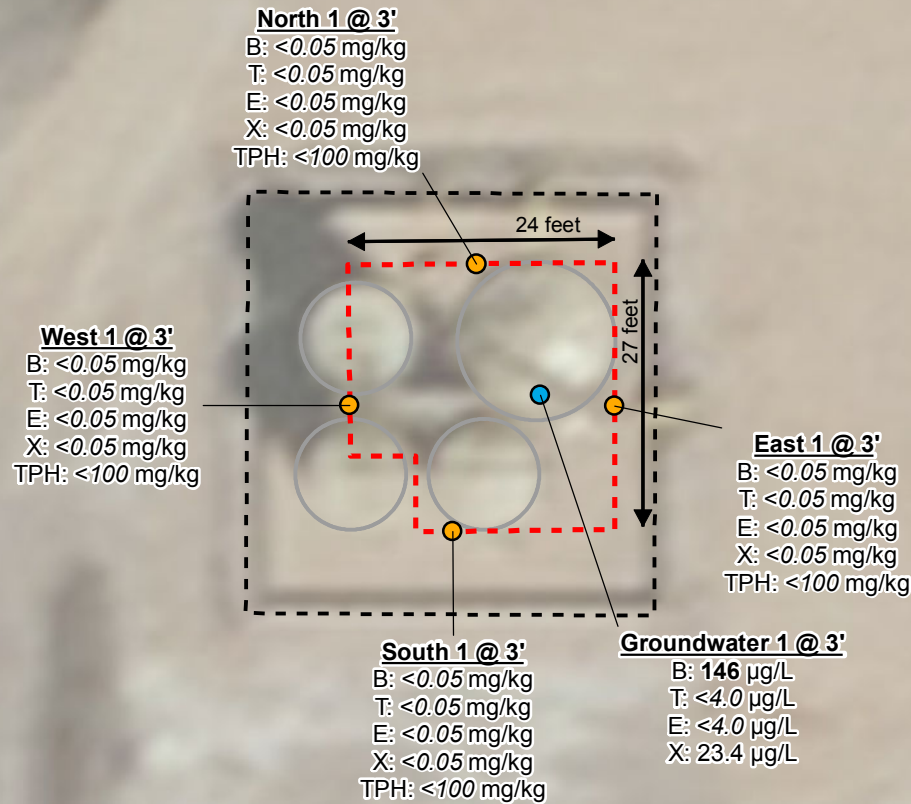 North 1 @ 3'
B: <0.05 mg/kg
T: <0.05 mg/kg
E: <0.05 mg/kg
X: <0.05 mg/kg
TPH: <100 mg/kg
24 feet
27 feet
West 1 @ 3'
B: <0.05 mg/kg
T: <0.05 mg/kg
E: <0.05 mg/kg
X: <0.05 mg/kg
TPH: <100 mg/kg
East 1 @ 3'
B: <0.05 mg/kg
T: <0.05 mg/kg
E: <0.05 mg/kg
X: <0.05 mg/kg
TPH: <100 mg/kg
South 1 @ 3'
B: <0.05 mg/kg
T: <0.05 mg/kg
E: <0.05 mg/kg
X: <0.05 mg/kg
TPH: <100 mg/kg
Groundwater 1 @ 3'
B: 146 µg/L
T: <4.0 µg/L
E: <4.0 µg/L
X: 23.4 µg/L